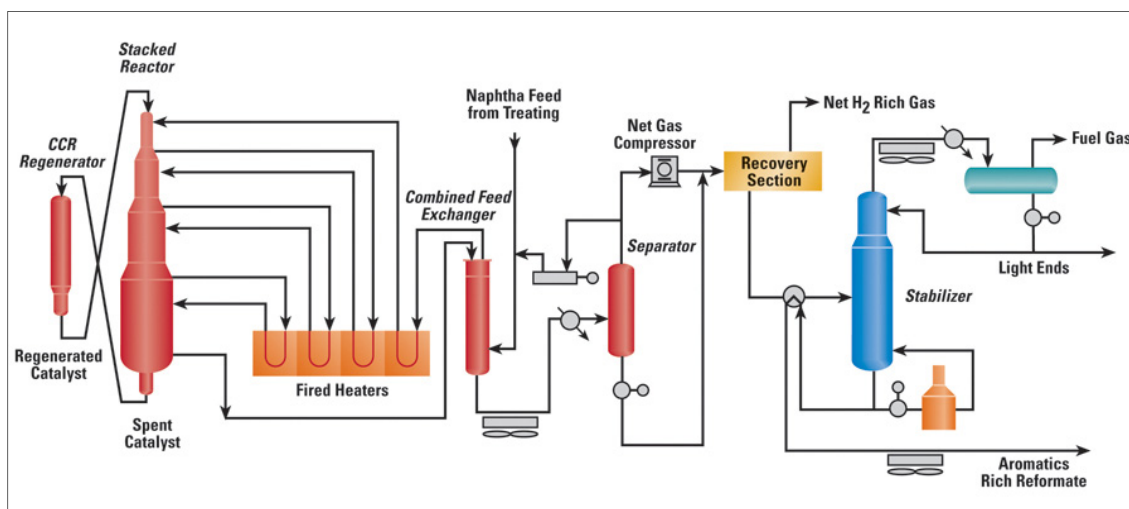 Stacked
Reactor
CCR
Regenerator
Naphtha Feed
from Treating
Net Gas
Compressor
Net H2 Rich Gas
Fuel Gas
Recovery
Section
Combined Feed
Exchanger
Separator
Light Ends
Stabilizer
Regenerated
Catalyst
Fired Heaters
Spent
Catalyst
Aromatics
Rich Reformate